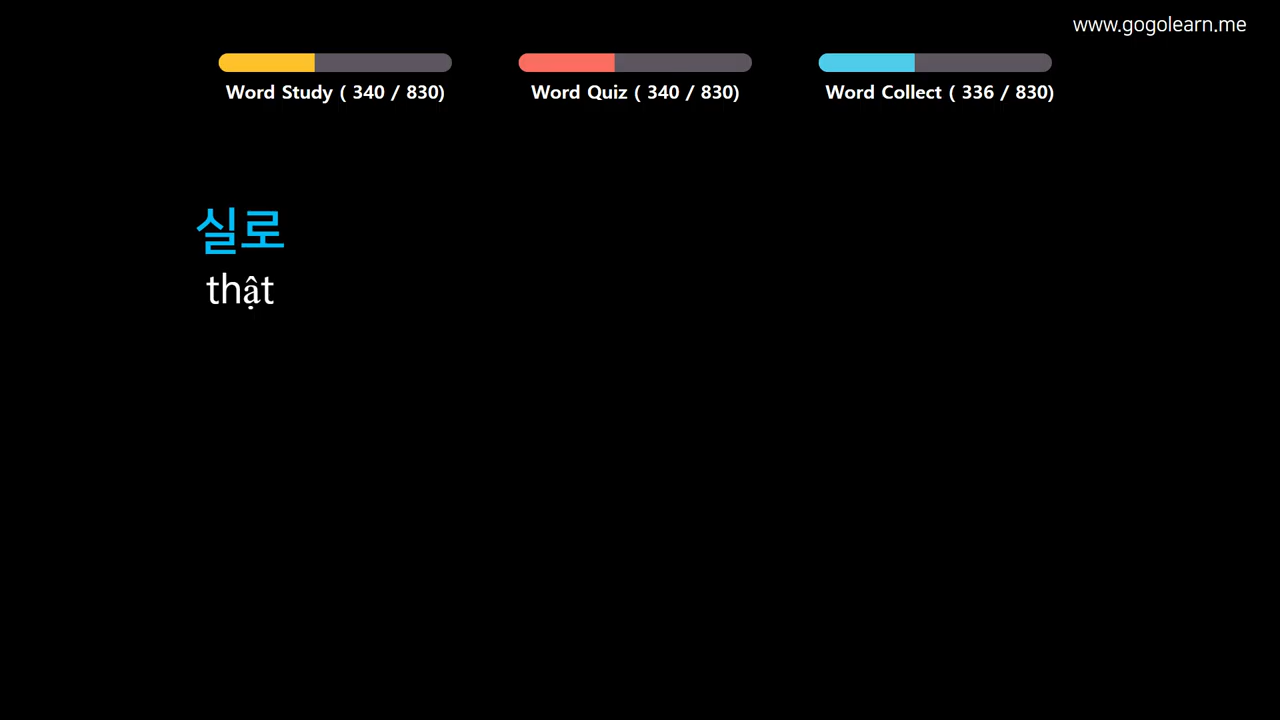 www.gogolearn.me
Word Study ( 340 / 830)
Word Quiz ( 340 / 830)
Word Collect ( 336 / 830)
실로
thật